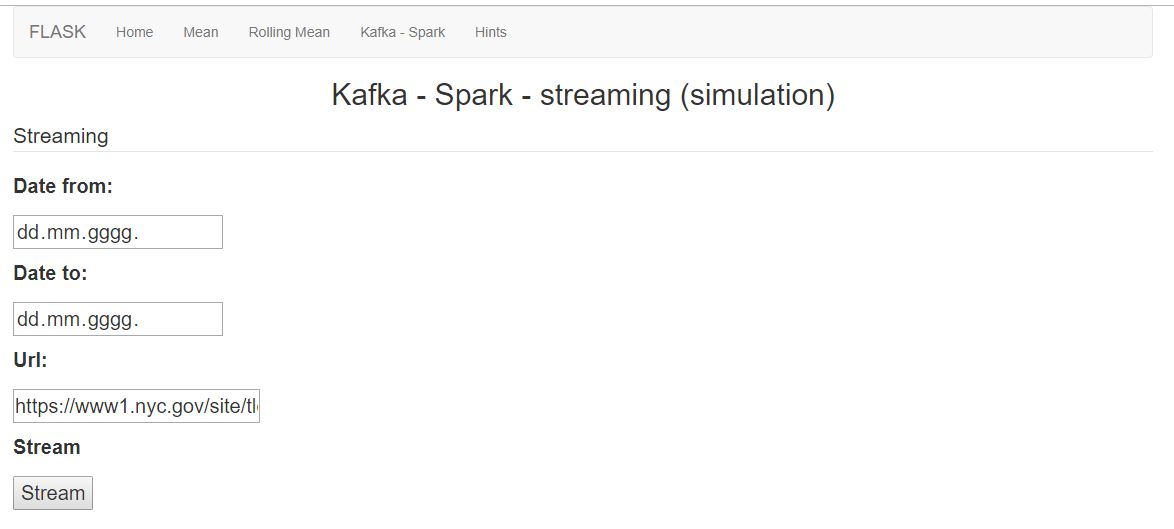 FLASK Home Mean Rolling Mean Kafka - Spark Hints
Kafka - Spark - streaming (simulation)
Streaming
Date from:
dd.mm.gggg.
Date to:
dd.mm.gggg.
Url:
https://www1.nyc.gov/site/tl
Stream
Stream